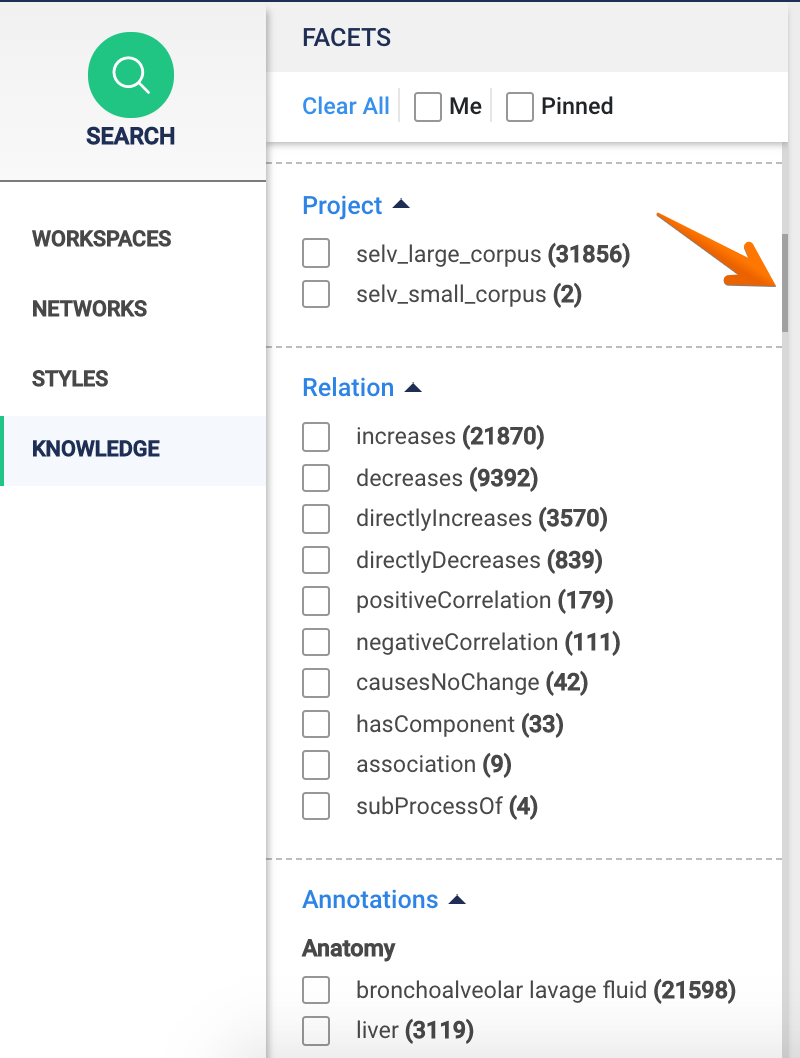 SEARCH
WORKSPACES
NETWORKS
STYLES
KNOWLEDGE
FACETS
Clear All Me Pinned
Project
selv_large_corpus (31856)
selv_small_corpus (2)
Relation
increases (21870)
decreases (9392)
directlyIncreases (3570)
directlyDecreases (839)
positiveCorrelation (179)
negativeCorrelation (111)
causesNoChange (42)
hasComponent (33)
association (9)
subProcessOf (4)
Annotations
Anatomy
bronchoalveolar lavage fluid (21598)
liver (3119)